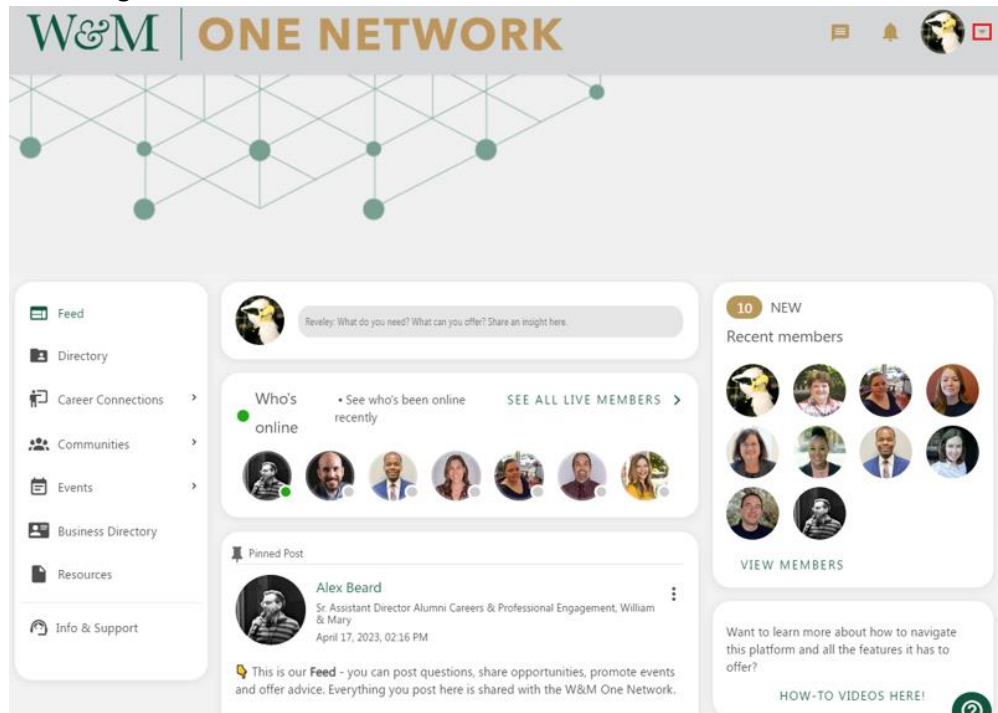 W&M | ONE NETWORK
Feed
Directory
Career Connections
Communities
Events
Business Directory
Resources
Info & Support
Reveley: What do you need? What can you offer? Share an insight here.
Who's
online
• See who's been online
recently
SEE ALL LIVE MEMBERS
Pinned Post
Alex Beard
Sr. Assistant Director Alumni Careers & Professional Engagement, William
& Mary
April 17, 2023, 02:16 PM
👇 This is our Feed - you can post questions, share opportunities, promote events
and offer advice. Everything you post here is shared with the W&M One Network.
10 NEW
Recent members
VIEW MEMBERS
Want to learn more about how to navigate
this platform and all the features it has to
offer?
HOW-TO VIDEOS HERE!